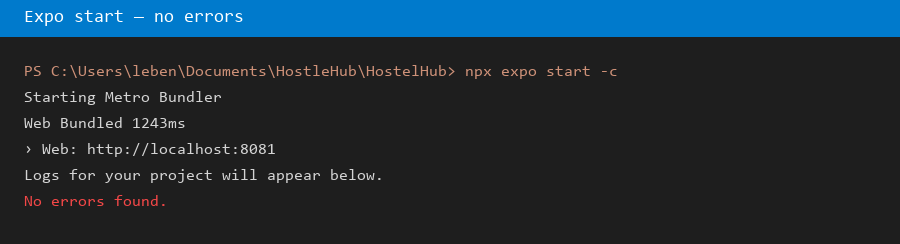 Expo start — no errors
PS C:\Users\leben\Documents\HostleHub\HostelHub> npx expo start -c
Starting Metro Bundler
Web Bundled 1243ms
› Web: http://localhost:8081
Logs for your project will appear below.
No errors found.